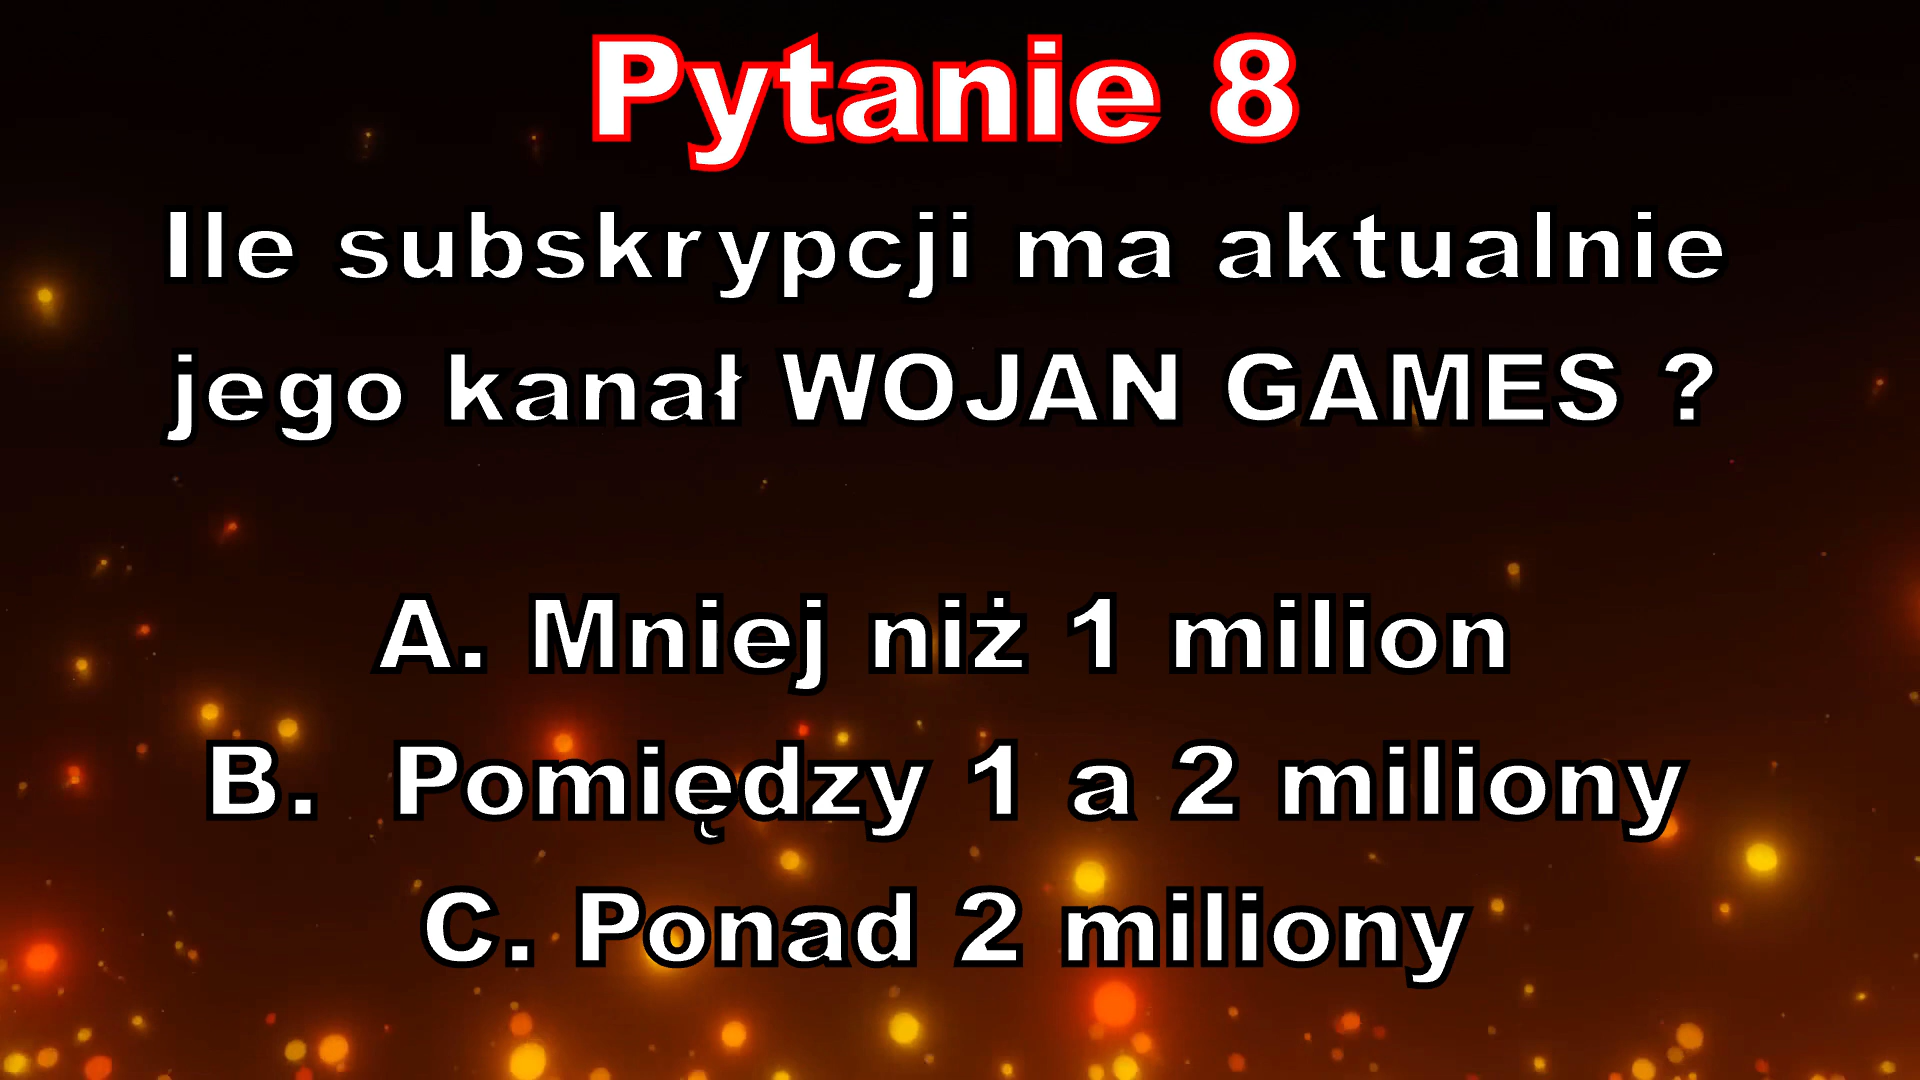 Pytanie 8
Ile subskrypcji ma aktualnie
jego kanał WOJAN GAMES ?
A. Mniej niż 1 milion
B. Pomiędzy 1 a 2 miliony
C. Ponad 2 miliony